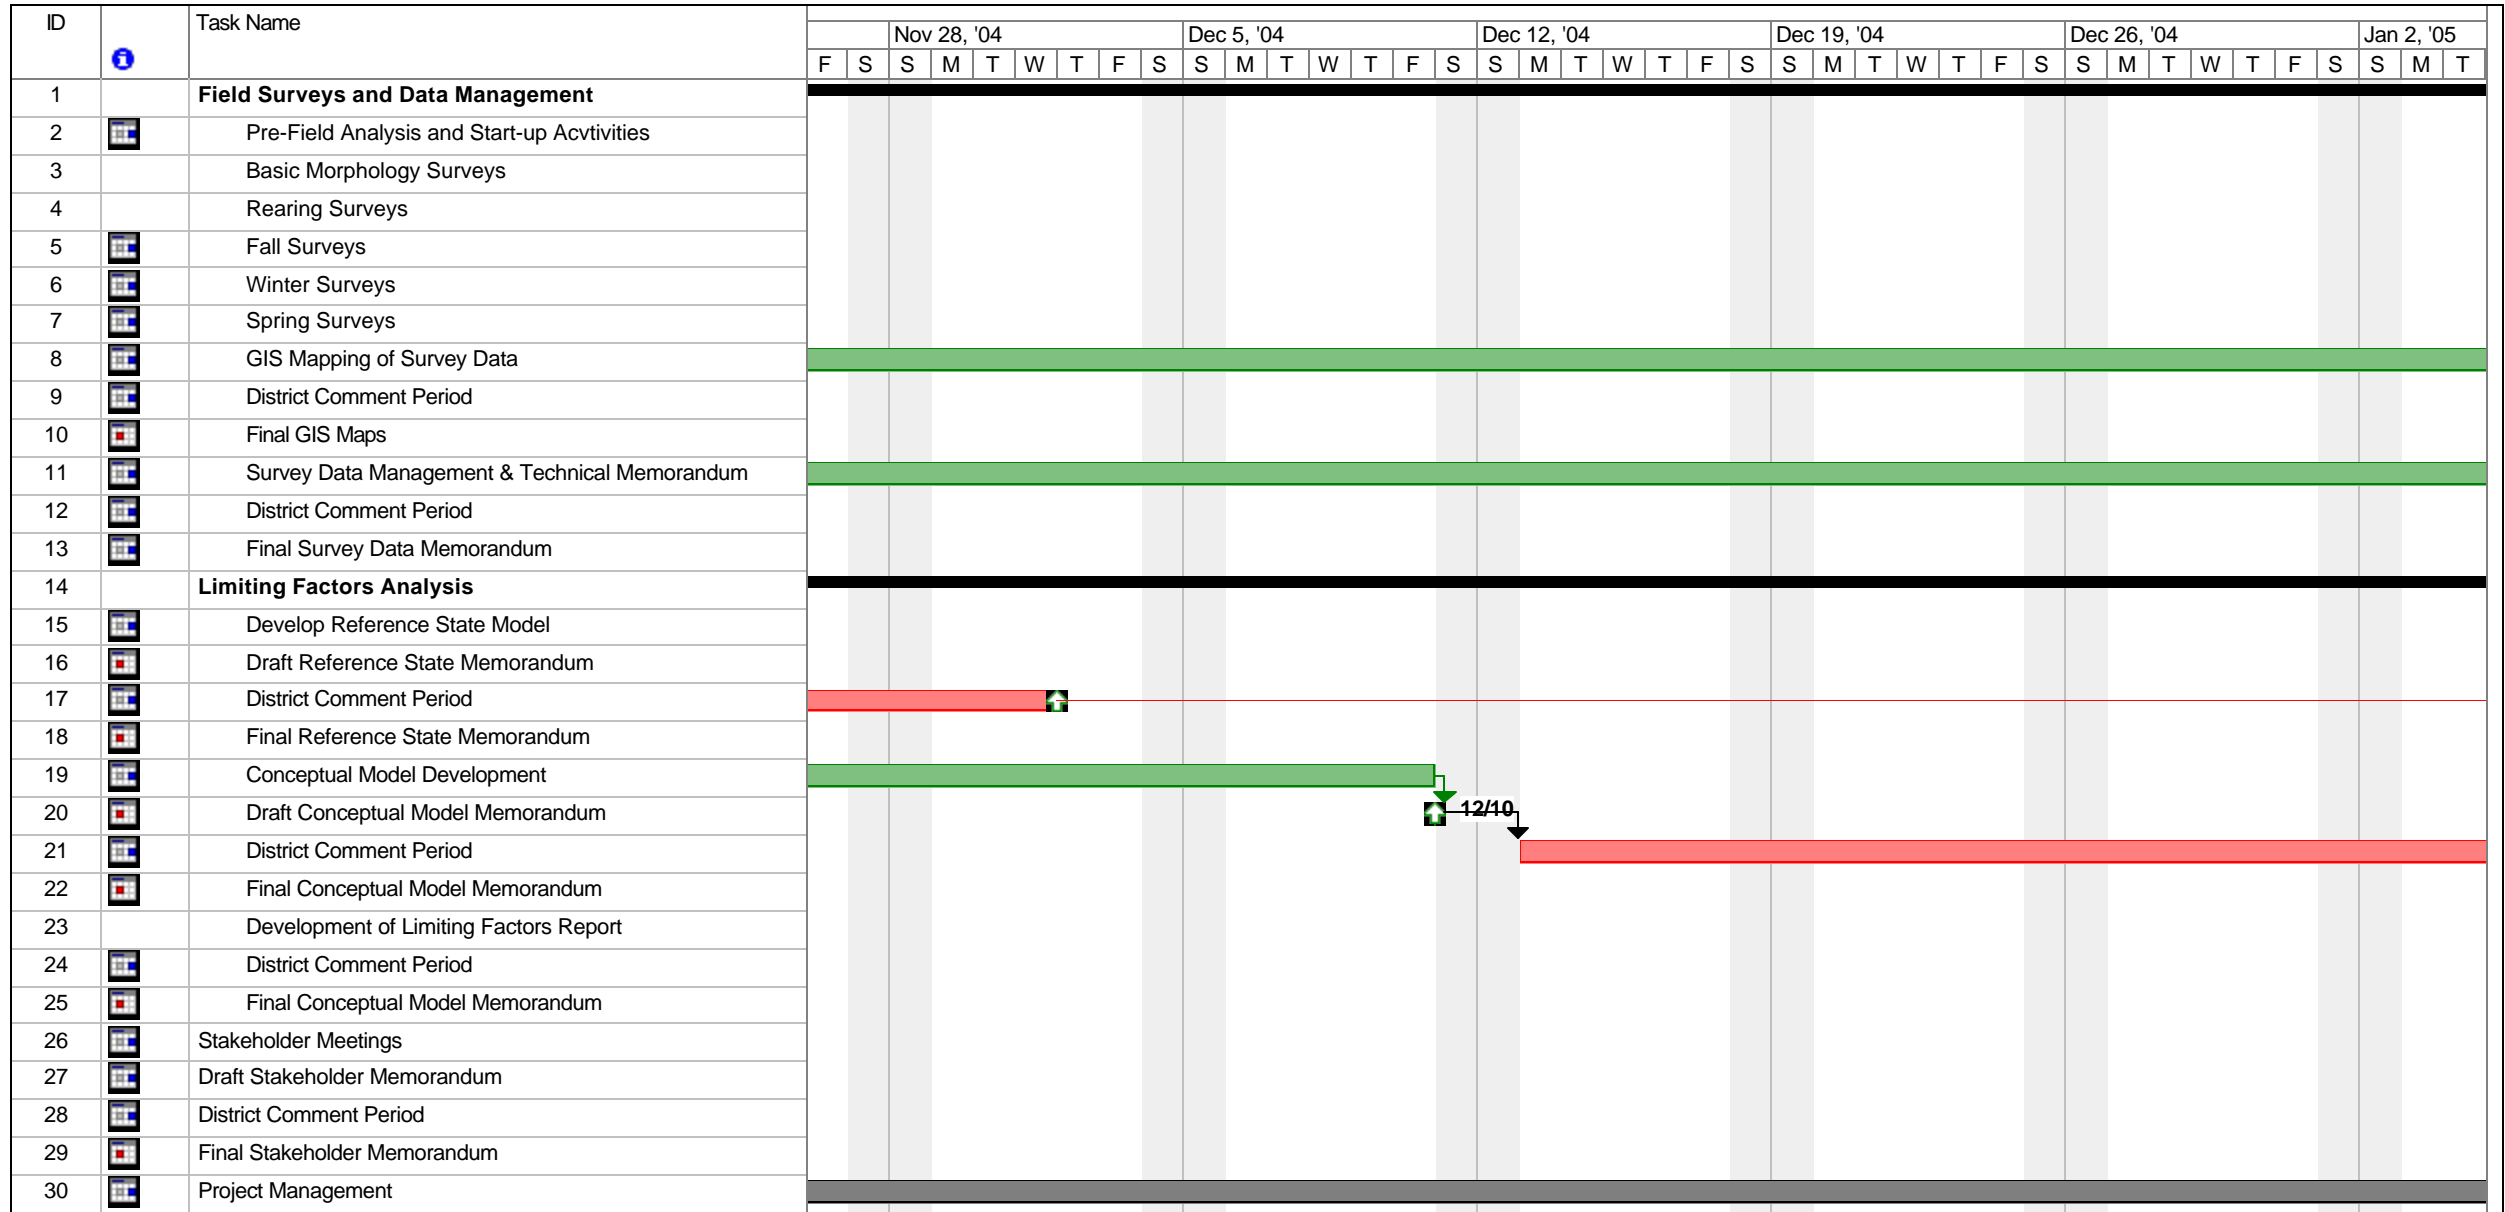 ID Task Name
Nov 28, '04 Dec 5, '04 Dec 12, '04 Dec 19, '04 Dec 26, '04 Jan 2, '05
F S S M T W T F S S M T W T F S S M T W T F S S M T W T F S S M T W T F S S M T
1 Field Surveys and Data Management
2 Pre-Field Analysis and Start-up Acvtivities
3 Basic Morphology Surveys
4 Rearing Surveys
5 Fall Surveys
6 Winter Surveys
7 Spring Surveys
8 GIS Mapping of Survey Data
9 District Comment Period
10 Final GIS Maps
11 Survey Data Management & Technical Memorandum
12 District Comment Period
13 Final Survey Data Memorandum
14 Limiting Factors Analysis
15 Develop Reference State Model
16 Draft Reference State Memorandum
17 District Comment Period
18 Final Reference State Memorandum
19 Conceptual Model Development
20 Draft Conceptual Model Memorandum 12/10
21 District Comment Period
22 Final Conceptual Model Memorandum
23 Development of Limiting Factors Report
24 District Comment Period
25 Final Conceptual Model Memorandum
26 Stakeholder Meetings
27 Draft Stakeholder Memorandum
28 District Comment Period
29 Final Stakeholder Memorandum
30 Project Management